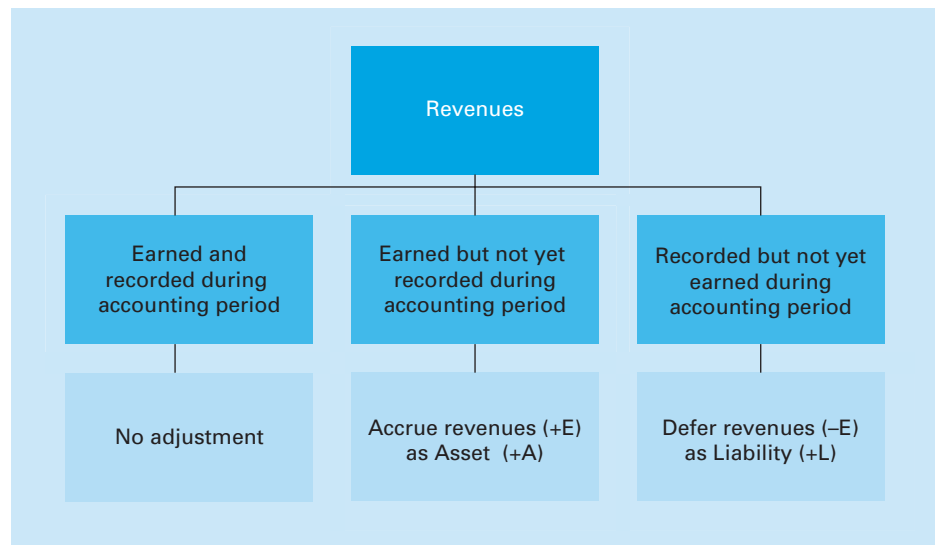 Revenues
Earned and
recorded during
accounting period
Earned but not yet
recorded during
accounting period
Recorded but not yet
earned during
accounting period
No adjustment
Accrue revenues (+E)
as Asset (+A)
Defer revenues (–E)
as Liability (+L)